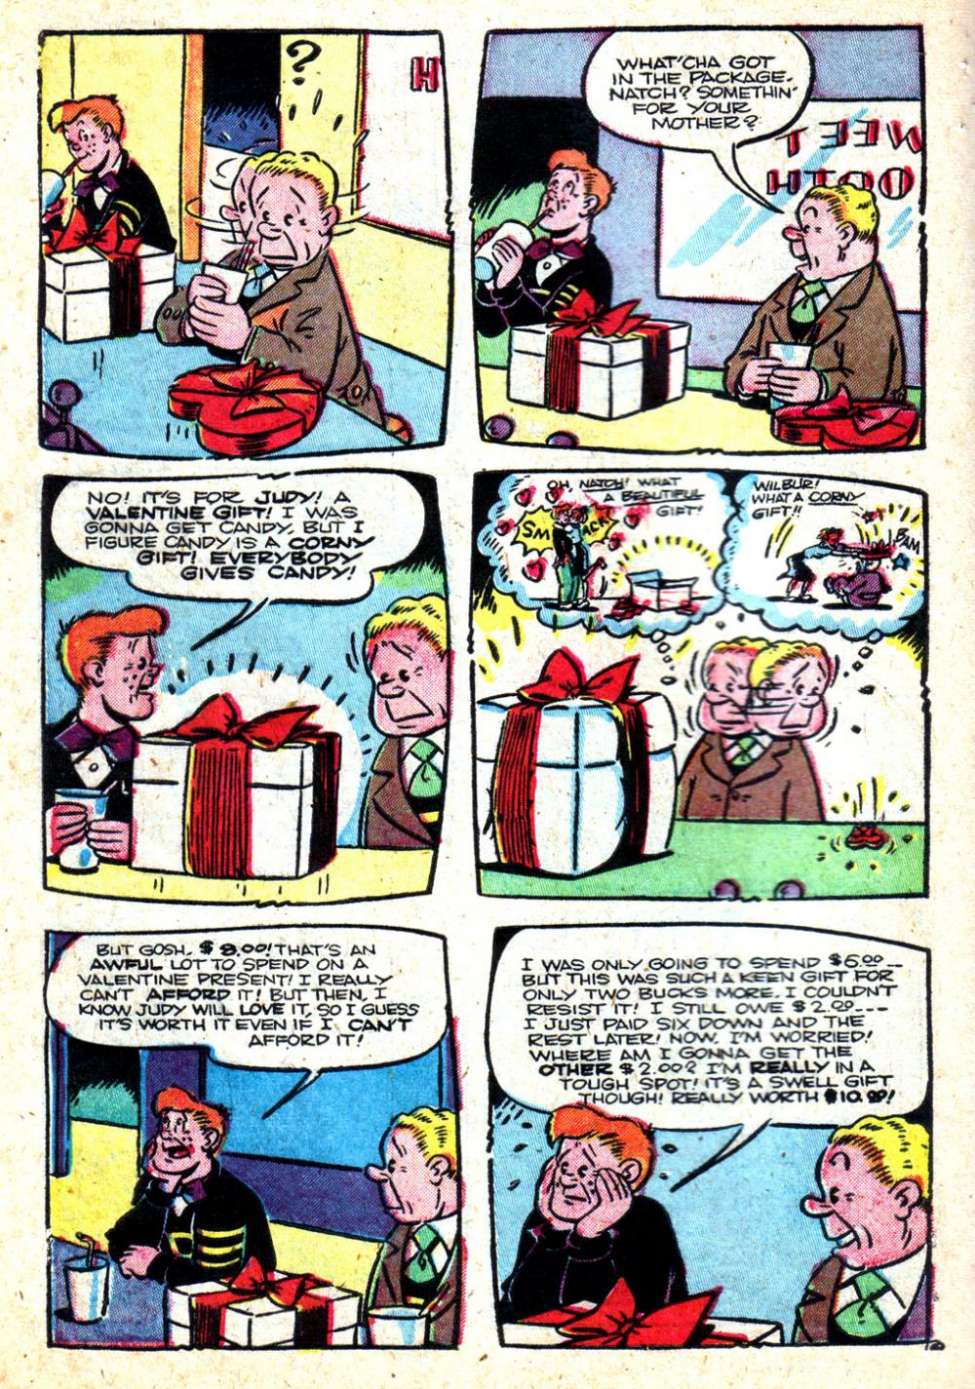 ?
H
WHAT'CHA GOT
IN THE PACKAGE,
NATCH? SOMETHIN'
FOR YOUR
MOTHER?
WEET
OOTH
NO! IT'S FOR JUDY! A
VALENTINE GIFT! I WAS
GONNA GET CANDY, BUT I
FIGURE CANDY IS A CORNY
GIFT! EVERYBODY
GIVES CANDY!
OH, NATCH! WHAT
A BEAUTIFUL
GIFT!
SMACK
WILBUR!
WHAT A CORNY
GIFT!!
BAM
BUT GOSH, $8.00! THAT'S AN
AWFUL LOT TO SPEND ON A
VALENTINE PRESENT! I REALLY
CAN'T AFFORD IT! BUT THEN, I
KNOW JUDY WILL LOVE IT, SO I GUESS
IT'S WORTH IT EVEN IF I CAN'T
AFFORD IT!
I WAS ONLY GOING TO SPEND $6.00--
BUT THIS WAS SUCH A KEEN GIFT FOR
ONLY TWO BUCKS MORE, I COULDN'T
RESIST IT! I STILL OWE $2.00---
I JUST PAID SIX DOWN AND THE
REST LATER! NOW, I'M WORRIED!
WHERE AM I GONNA GET THE
OTHER $2.00? I'M REALLY IN A
TOUGH SPOT! IT'S A SWELL GIFT
THOUGH! REALLY WORTH $10.00!